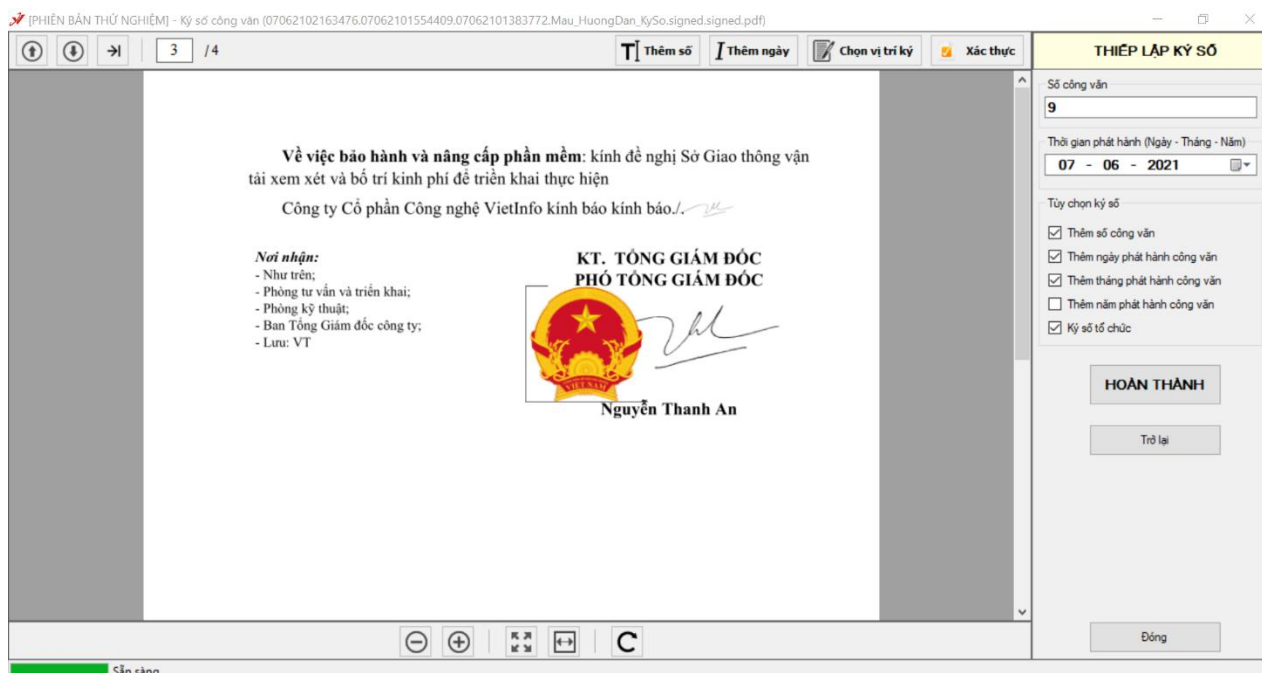 [PHIÊN BẢN THỬ NGHIỆM] - Ký số công văn (07062102163476.07062101554409.07062101383772.Mau_HuongDan_KySo.signed.signed.pdf)
3 / 4
Thêm số
Thêm ngày
Chọn vị trí ký
Xác thực
THIẾP LẬP KÝ SỐ
Về việc bảo hành và nâng cấp phần mềm: kính đề nghị Sở Giao thông vận
tải xem xét và bố trí kinh phí để triển khai thực hiện
Công ty Cổ phần Công nghệ VietInfo kính báo kính báo./.
Nơi nhận:
- Như trên;
- Phòng tư vấn và triển khai;
- Phòng kỹ thuật;
- Ban Tổng Giám đốc công ty;
- Lưu: VT
KT. TỔNG GIÁM ĐỐC
PHÓ TỔNG GIÁM ĐỐC
VIỆT NAM
Nguyễn Thanh An
Số công văn
9
Thời gian phát hành (Ngày - Tháng - Năm)
07 - 06 - 2021
Tùy chọn ký số
Thêm số công văn
Thêm ngày phát hành công văn
Thêm tháng phát hành công văn
Thêm năm phát hành công văn
Ký số tổ chức
HOÀN THÀNH
Trở lại
Đóng
Sẵn sàng